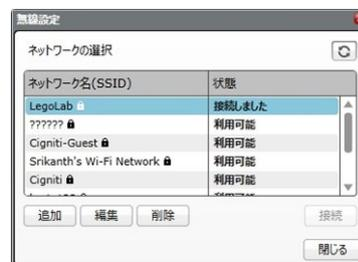 無線設定
ネットワークの選択
ネットワーク名(SSID) 状態
LegoLab 接続しました
?????? 利用可能
Cigniti-Guest 利用可能
Srikanth's Wi-Fi Network 利用可能
Cigniti 利用可能
追加 編集 削除 接続
閉じる